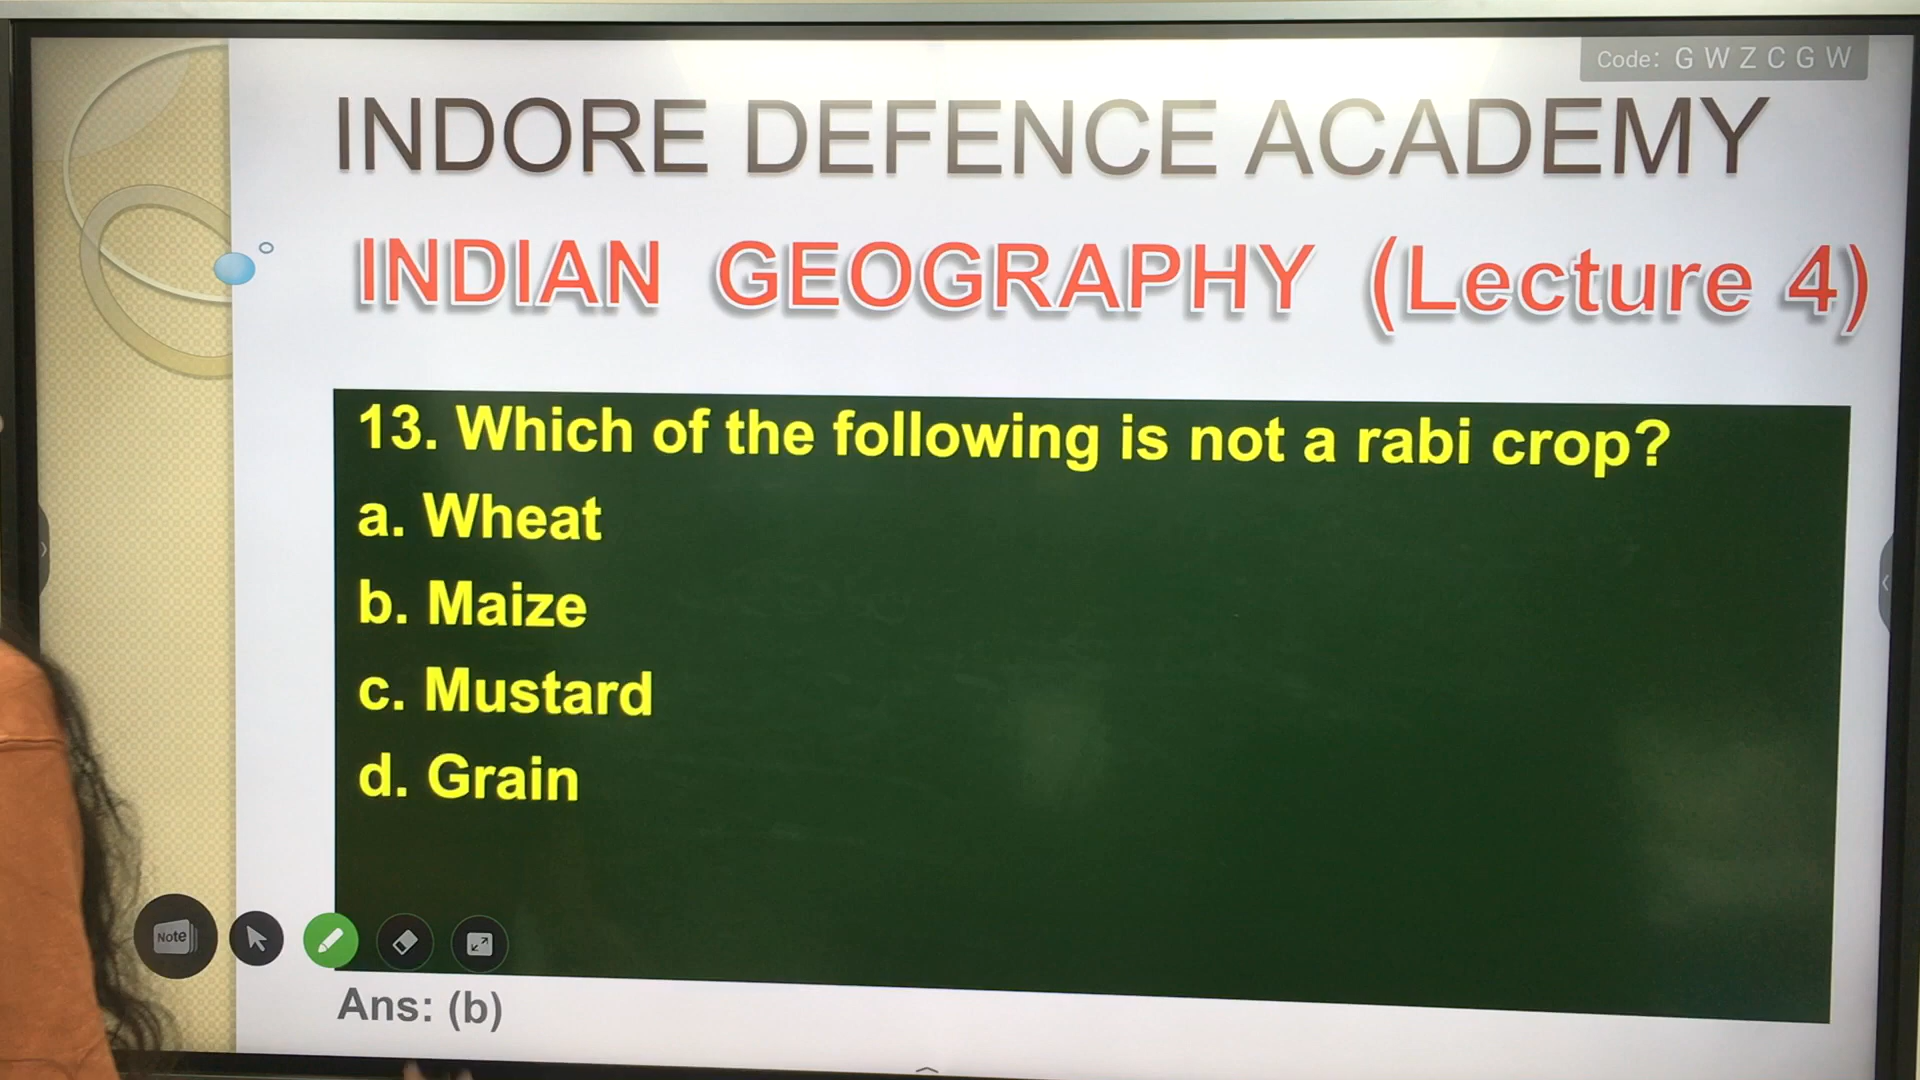 Code: G W Z C G W
INDORE DEFENCE ACADEMY
INDIAN GEOGRAPHY (Lecture 4)
13. Which of the following is not a rabi crop?
a. Wheat
b. Maize
c. Mustard
d. Grain
Note
Ans: (b)